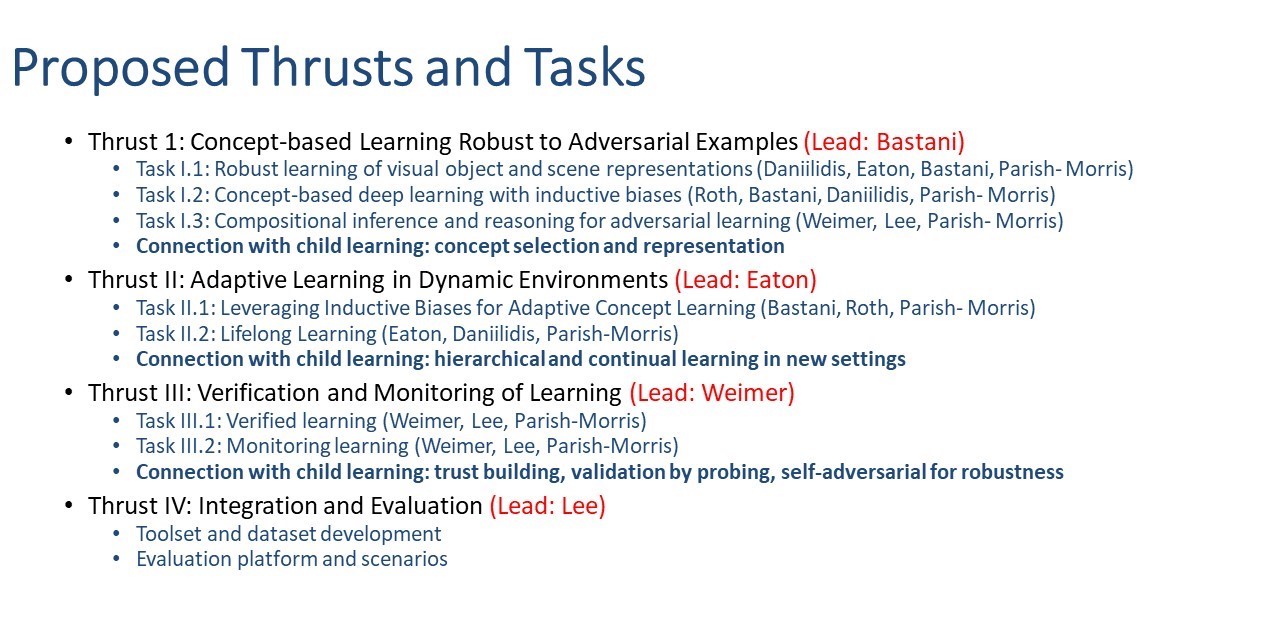 Proposed Thrusts and Tasks
• Thrust 1: Concept-based Learning Robust to Adversarial Examples (Lead: Bastani)
• Task I.1: Robust learning of visual object and scene representations (Daniilidis, Eaton, Bastani, Parish- Morris)
• Task I.2: Concept-based deep learning with inductive biases (Roth, Bastani, Daniilidis, Parish- Morris)
• Task I.3: Compositional inference and reasoning for adversarial learning (Weimer, Lee, Parish- Morris)
• Connection with child learning: concept selection and representation
• Thrust II: Adaptive Learning in Dynamic Environments (Lead: Eaton)
• Task II.1: Leveraging Inductive Biases for Adaptive Concept Learning (Bastani, Roth, Parish- Morris)
• Task II.2: Lifelong Learning (Eaton, Daniilidis, Parish-Morris)
• Connection with child learning: hierarchical and continual learning in new settings
• Thrust III: Verification and Monitoring of Learning (Lead: Weimer)
• Task III.1: Verified learning (Weimer, Lee, Parish-Morris)
• Task III.2: Monitoring learning (Weimer, Lee, Parish-Morris)
• Connection with child learning: trust building, validation by probing, self-adversarial for robustness
• Thrust IV: Integration and Evaluation (Lead: Lee)
• Toolset and dataset development
• Evaluation platform and scenarios